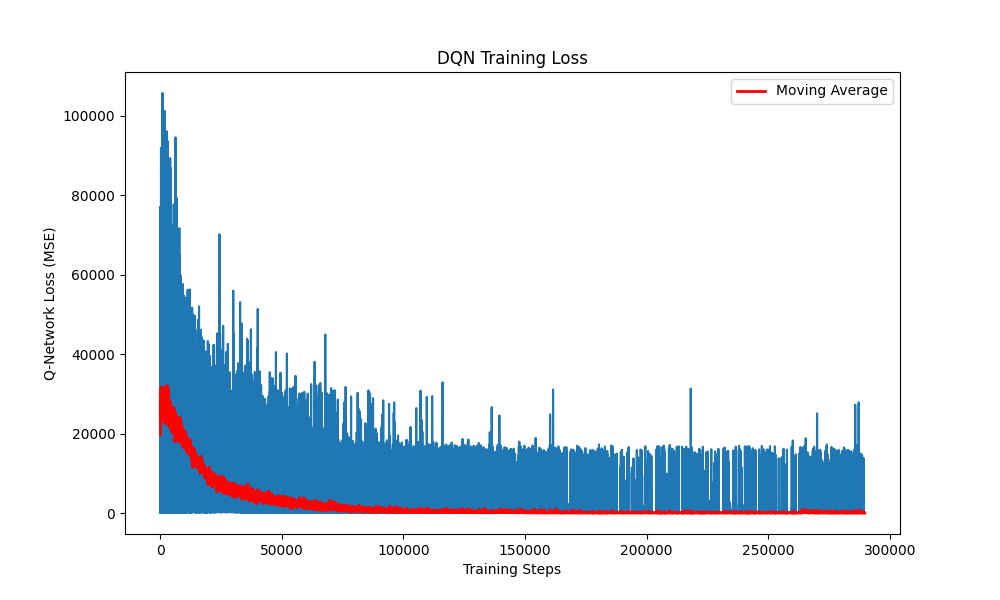 DQN Training Loss
Moving Average
Q-Network Loss (MSE)
100000
80000
60000
40000
20000
0
0 50000 100000 150000 200000 250000 300000
Training Steps